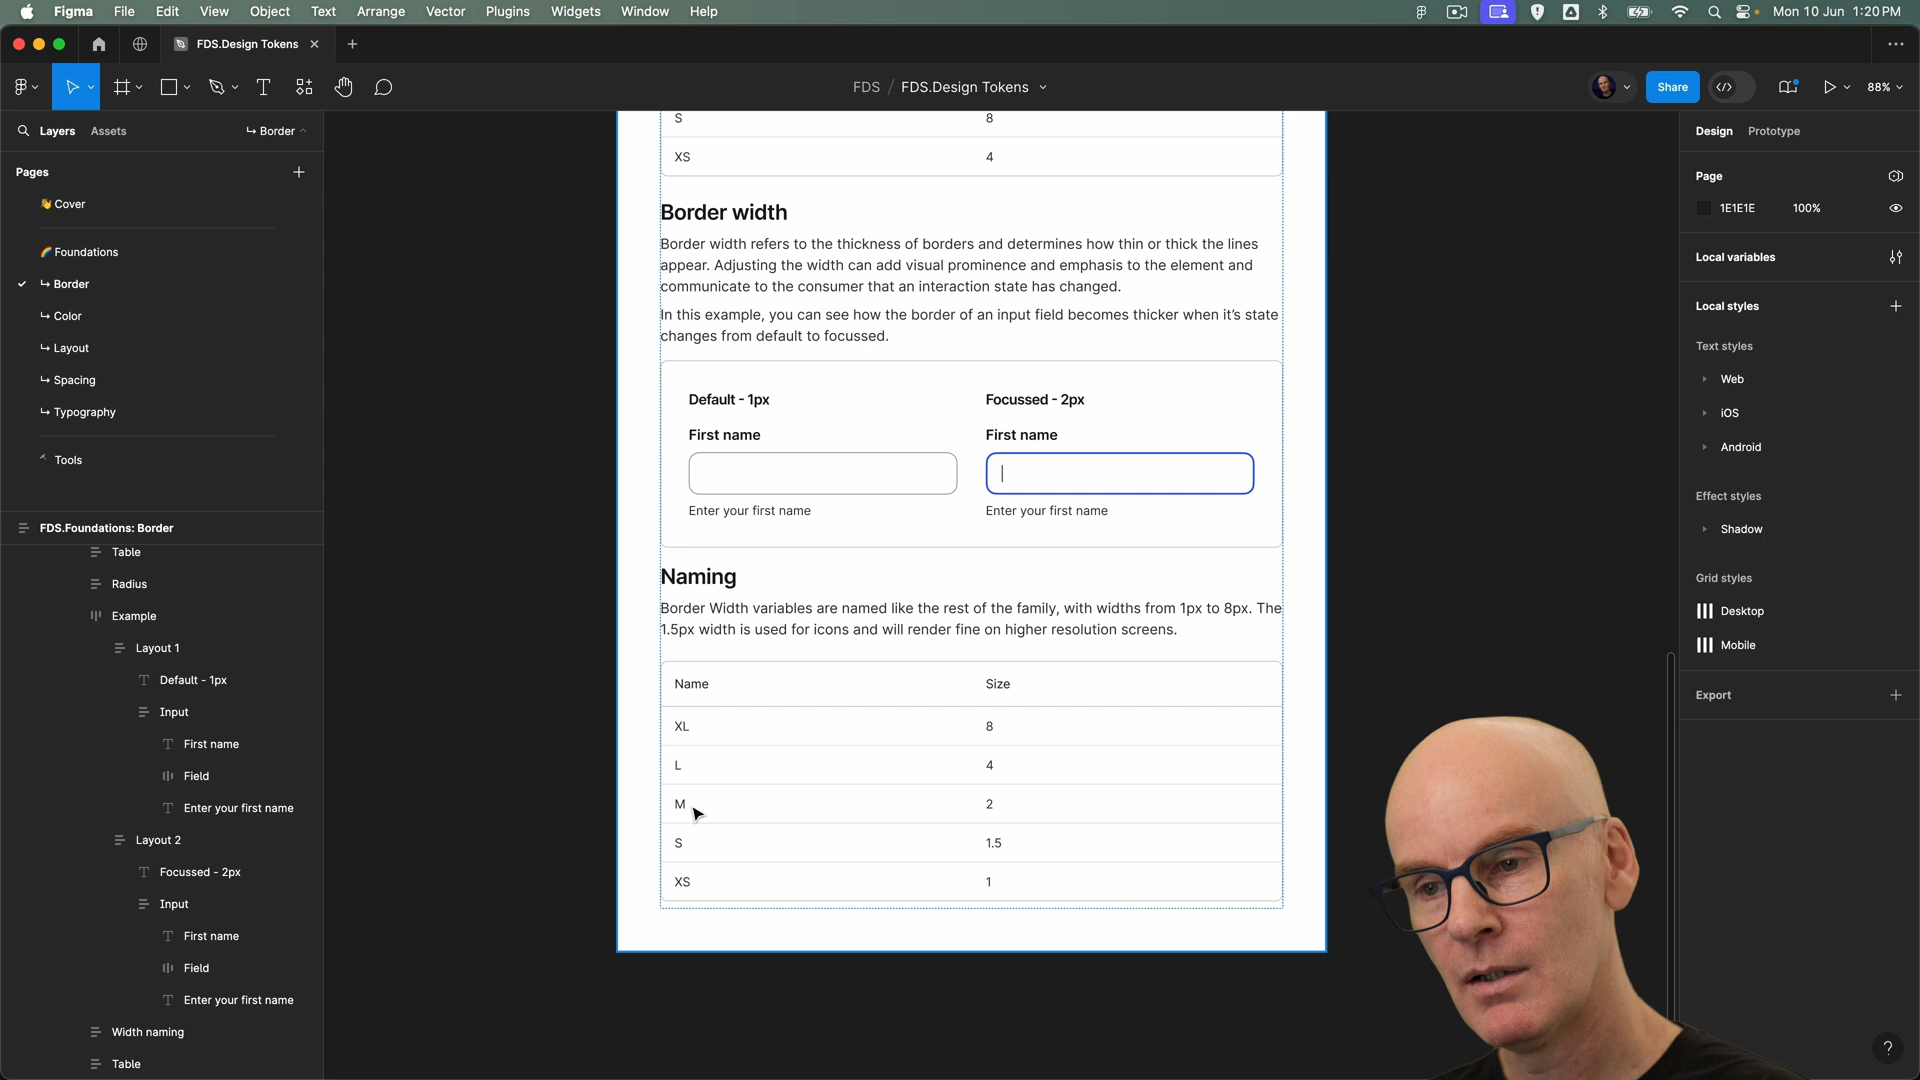 Figma File Edit View Object Text Arrange Vector Plugins Widgets Window Help Mon 10 Jun 1:20 PM
FDS.Design Tokens
FDS / FDS.Design Tokens
Share
88%
Layers Assets Border
Pages
Cover
Foundations
Border
Color
Layout
Spacing
Typography
Tools
FDS.Foundations: Border
Table
Radius
Example
Layout 1
Default - 1px
Input
First name
Field
Enter your first name
Layout 2
Focussed - 2px
Input
First name
Field
Enter your first name
Width naming
Table
S 8
XS 4
Border width
Border width refers to the thickness of borders and determines how thin or thick the lines
appear. Adjusting the width can add visual prominence and emphasis to the element and
communicate to the consumer that an interaction state has changed.
In this example, you can see how the border of an input field becomes thicker when it's state
changes from default to focussed.
Default - 1px Focussed - 2px
First name First name
Enter your first name Enter your first name
Naming
Border Width variables are named like the rest of the family, with widths from 1px to 8px. The
1.5px width is used for icons and will render fine on higher resolution screens.
Name Size
XL 8
L 4
M 2
S 1.5
XS 1
Design Prototype
Page
1E1E1E 100%
Local variables
Local styles
Text styles
Web
iOS
Android
Effect styles
Shadow
Grid styles
Desktop
Mobile
Export
?